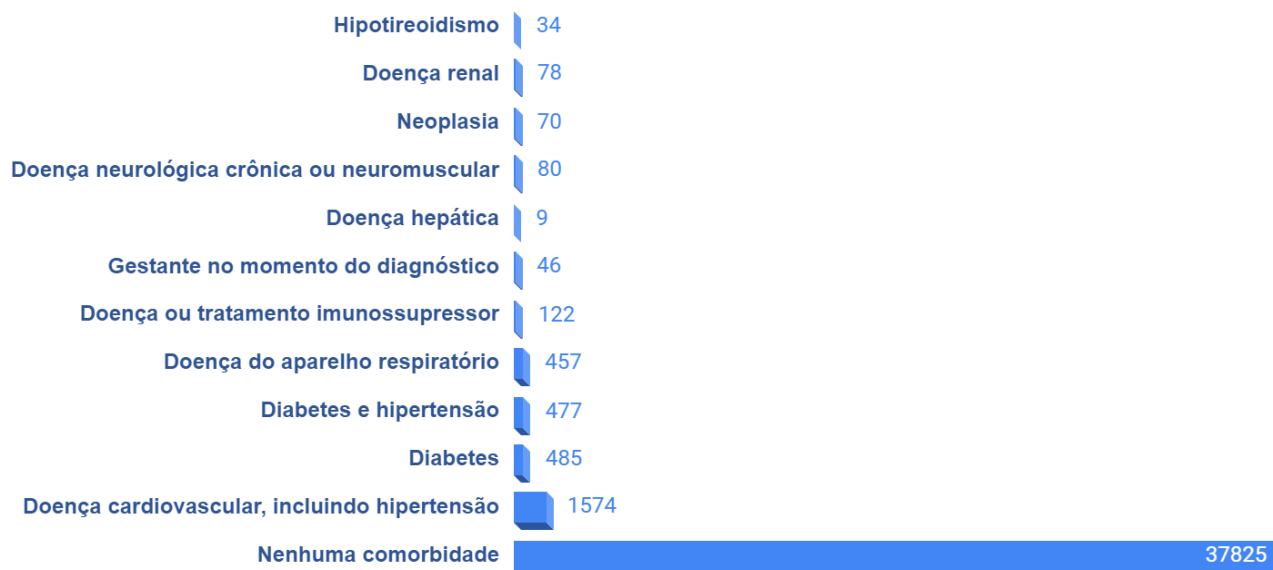 Hipotireoidismo 34
Doença renal 78
Neoplasia 70
Doença neurológica crônica ou neuromuscular 80
Doença hepática 9
Gestante no momento do diagnóstico 46
Doença ou tratamento imunossupressor 122
Doença do aparelho respiratório 457
Diabetes e hipertensão 477
Diabetes 485
Doença cardiovascular, incluindo hipertensão 1574
Nenhuma comorbidade 37825